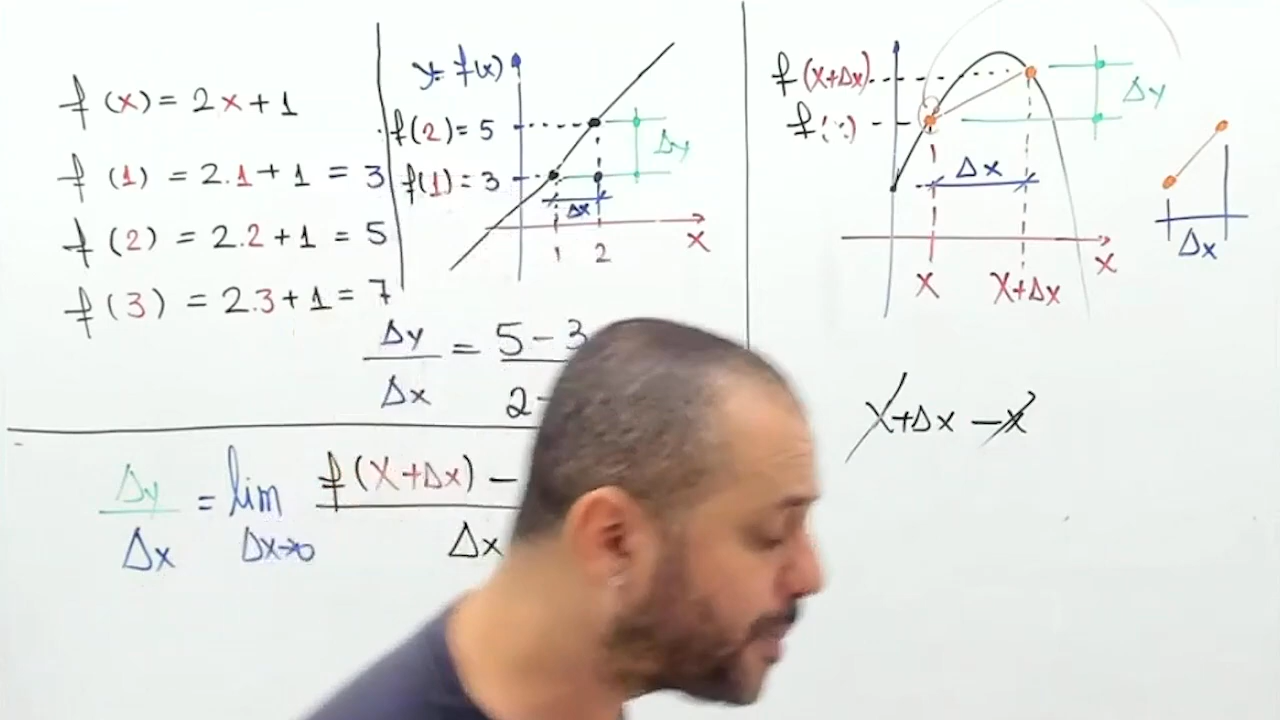 f(x) = 2x+1
f(1) = 2.1+1 = 3
f(2) = 2.2+1 = 5
f(3) = 2.3+1 = 7
y=f(x)
f(2)=5
f(1)=3
Δy
Δx
1 2
x
Δy/Δx = 5-3/2-
Δy/Δx = lim Δx→0 f(x+Δx) - /Δx
f(x+Δx)
Δy
Δx
x
x x+Δx
Δx
x+Δx-x